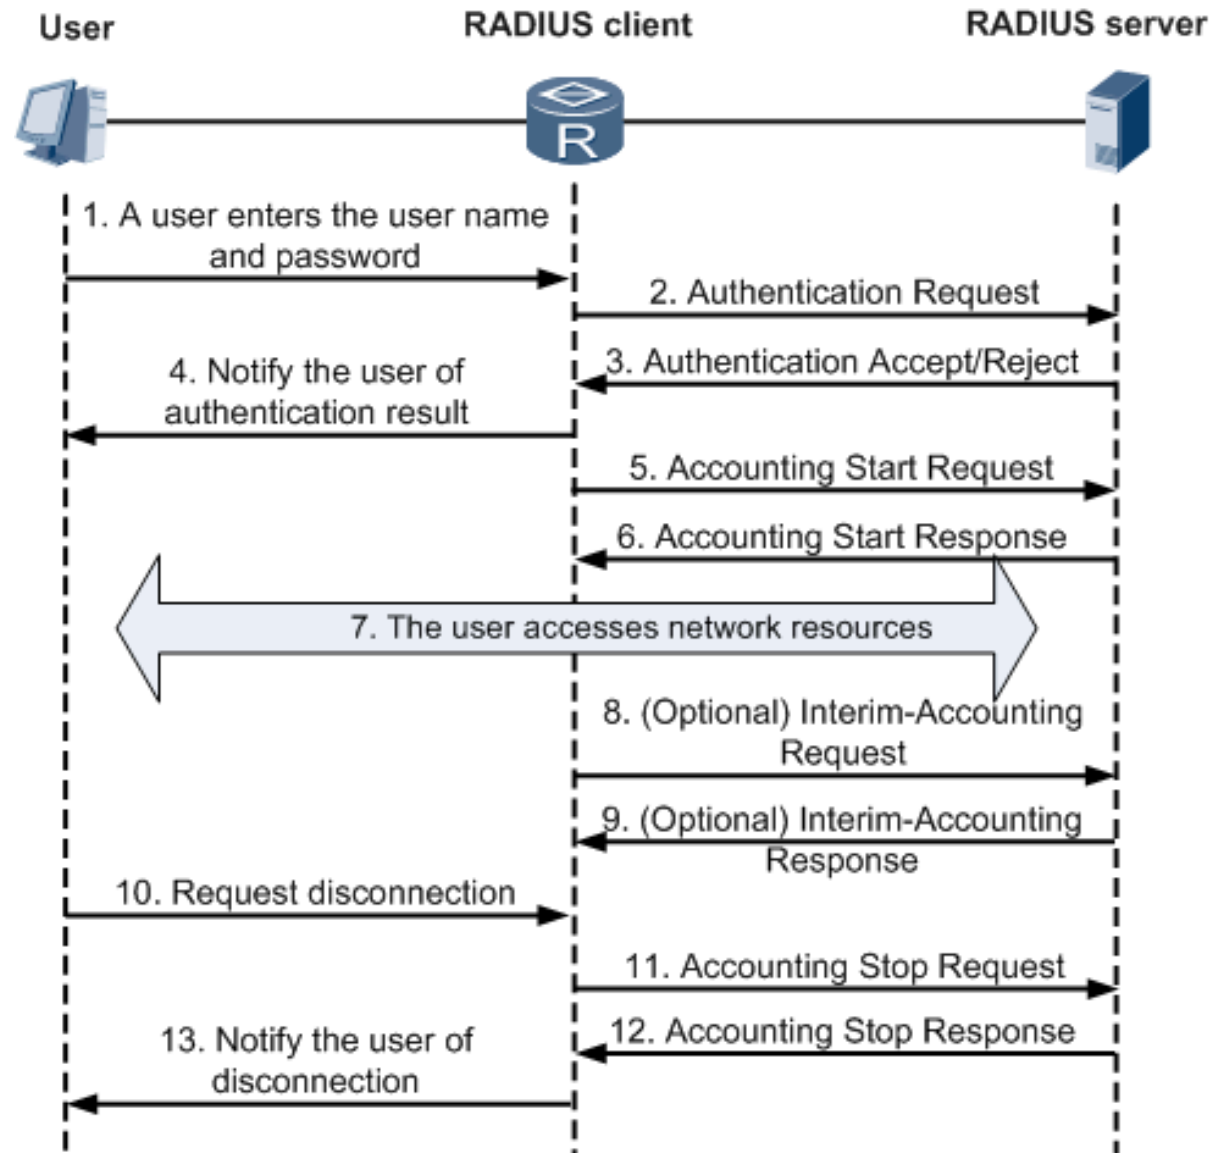 User
RADIUS client
RADIUS server
R
1. A user enters the user name
and password
2. Authentication Request
3. Authentication Accept/Reject
4. Notify the user of
authentication result
5. Accounting Start Request
6. Accounting Start Response
7. The user accesses network resources
8. (Optional) Interim-Accounting
Request
9. (Optional) Interim-Accounting
Response
10. Request disconnection
11. Accounting Stop Request
12. Accounting Stop Response
13. Notify the user of
disconnection